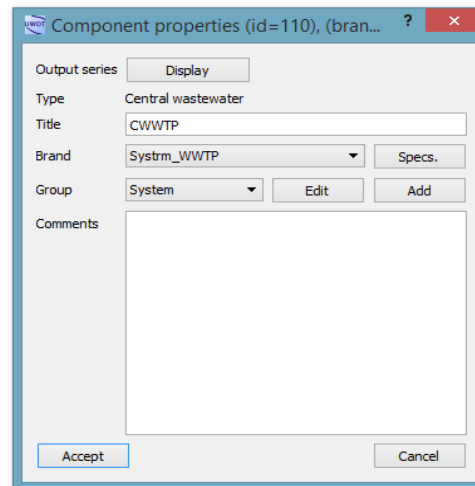 UWOT Component properties (id=110), (bran... ? ×
Output series Display
Type Central wastewater
Title CWWTP
Brand Systrm_WWTP Specs.
Group System Edit Add
Comments
Accept Cancel